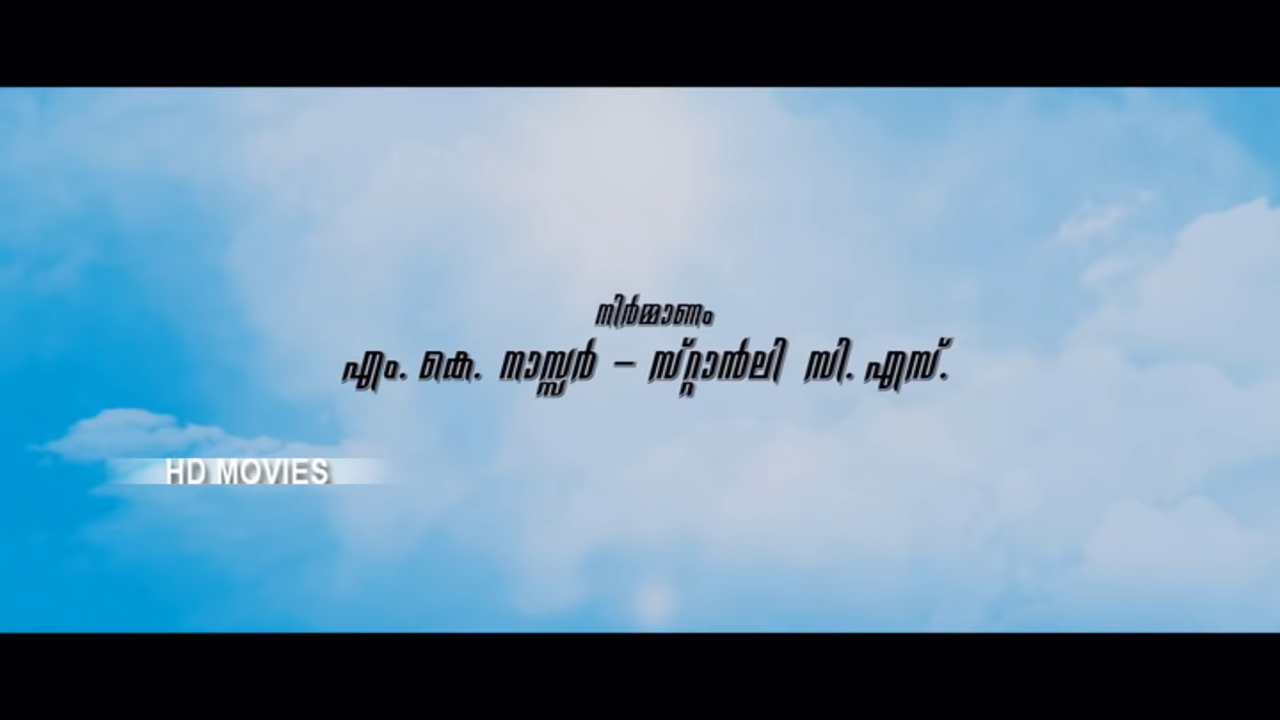 നിർമ്മാണം
എം. കെ. നാസ്സർ – സ്റ്റാൻലി സി. എസ്.
HD MOVIES